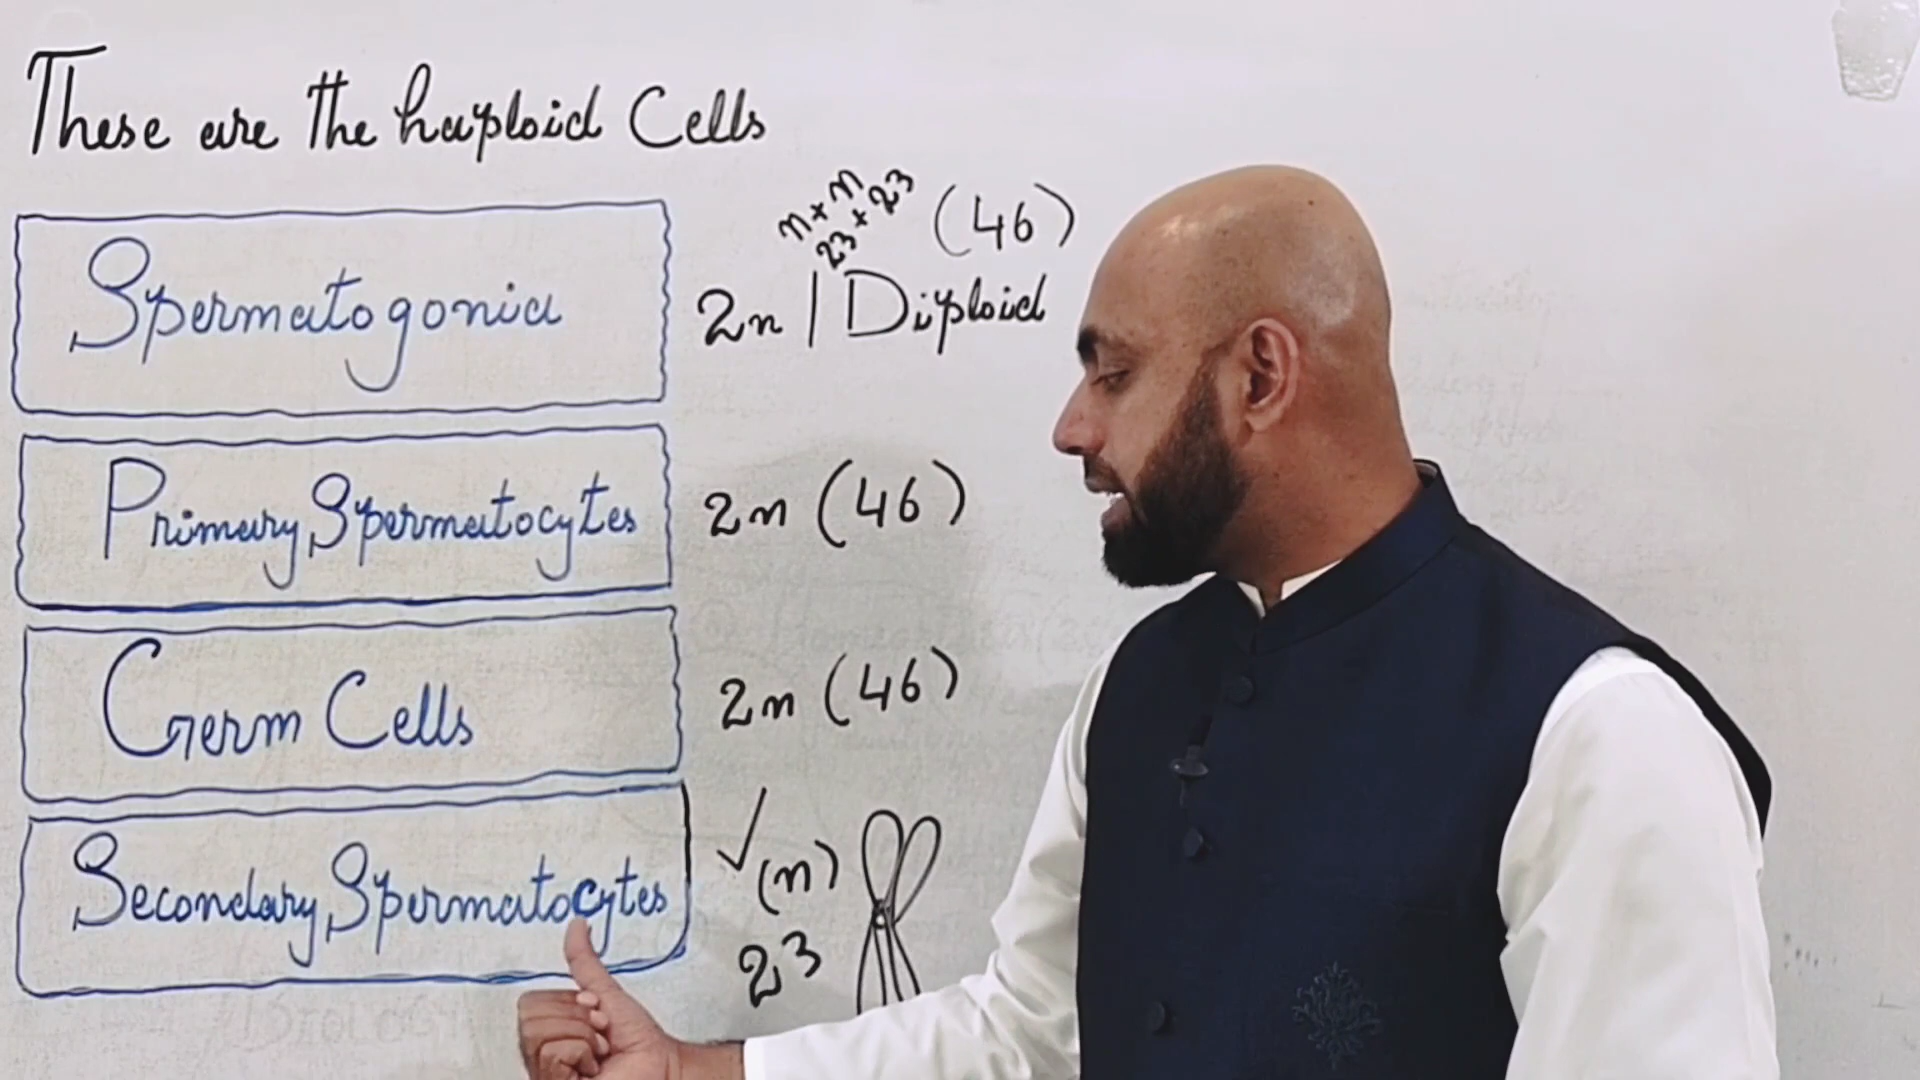 These are the haploid Cells
n+n
23+23
(46)
Spermatogonia
2n | Diploid
Primary Spermatocytes
2n (46)
Germ Cells
2n (46)
Secondary Spermatocytes
✓ (n)
23